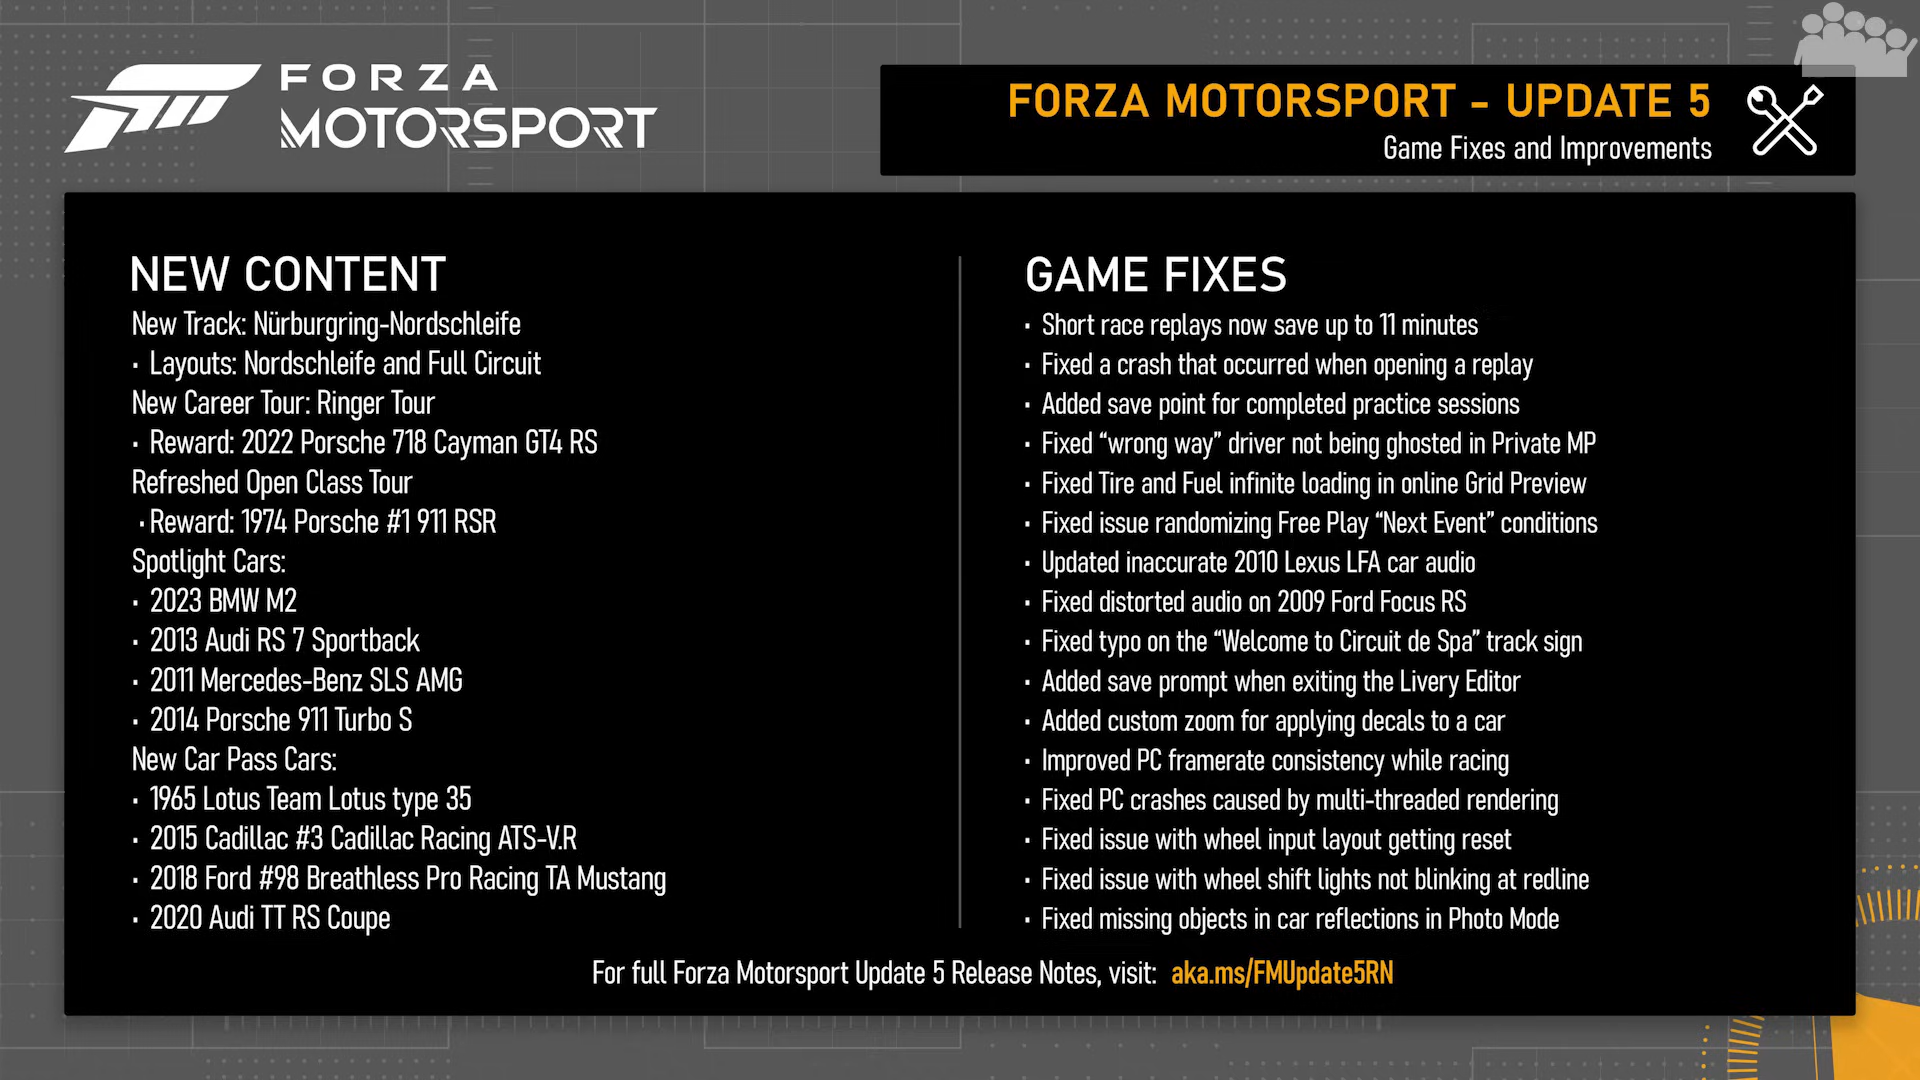 FORZA
MOTORSPORT
FORZA MOTORSPORT - UPDATE 5
Game Fixes and Improvements
NEW CONTENT
New Track: Nürburgring-Nordschleife
· Layouts: Nordschleife and Full Circuit
New Career Tour: Ringer Tour
· Reward: 2022 Porsche 718 Cayman GT4 RS
Refreshed Open Class Tour
· Reward: 1974 Porsche #1 911 RSR
Spotlight Cars:
· 2023 BMW M2
· 2013 Audi RS 7 Sportback
· 2011 Mercedes-Benz SLS AMG
· 2014 Porsche 911 Turbo S
New Car Pass Cars:
· 1965 Lotus Team Lotus type 35
· 2015 Cadillac #3 Cadillac Racing ATS-V.R
· 2018 Ford #98 Breathless Pro Racing TA Mustang
· 2020 Audi TT RS Coupe
GAME FIXES
· Short race replays now save up to 11 minutes
· Fixed a crash that occurred when opening a replay
· Added save point for completed practice sessions
· Fixed “wrong way” driver not being ghosted in Private MP
· Fixed Tire and Fuel infinite loading in online Grid Preview
· Fixed issue randomizing Free Play “Next Event” conditions
· Updated inaccurate 2010 Lexus LFA car audio
· Fixed distorted audio on 2009 Ford Focus RS
· Fixed typo on the “Welcome to Circuit de Spa” track sign
· Added save prompt when exiting the Livery Editor
· Added custom zoom for applying decals to a car
· Improved PC framerate consistency while racing
· Fixed PC crashes caused by multi-threaded rendering
· Fixed issue with wheel input layout getting reset
· Fixed issue with wheel shift lights not blinking at redline
· Fixed missing objects in car reflections in Photo Mode
For full Forza Motorsport Update 5 Release Notes, visit: aka.ms/FMUpdate5RN